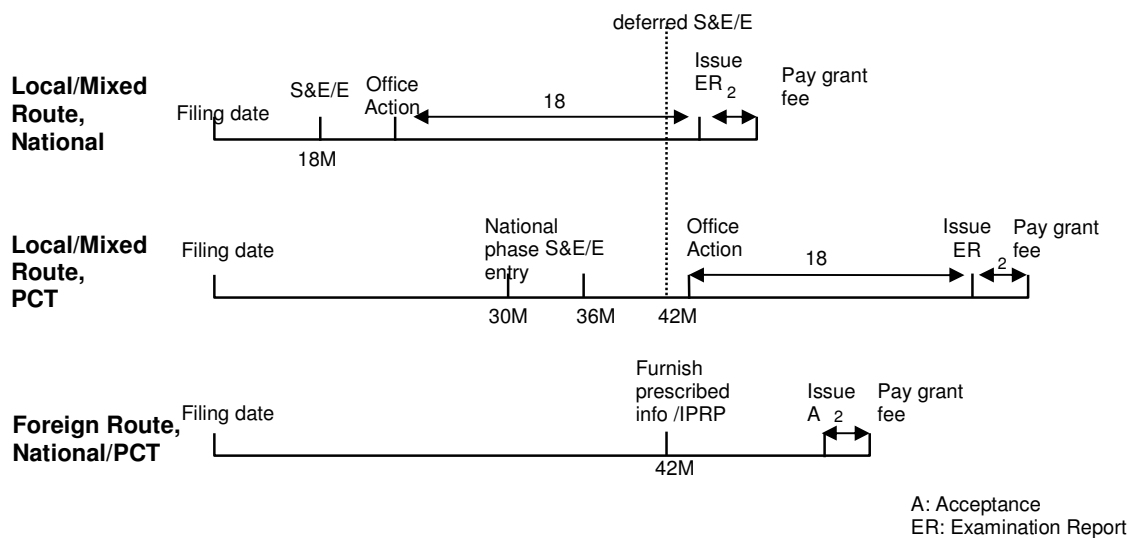 deferred S&E/E
Local/Mixed
Route,
National
Filing date
S&E/E
Office
Action
18
Issue
ER 2
Pay grant
fee
18M
Local/Mixed
Route,
PCT
Filing date
National
phase S&E/E
entry
Office
Action
18
Issue
ER 2
Pay grant
fee
30M
36M
42M
Foreign Route,
National/PCT
Filing date
Furnish
prescribed
info /IPRP
Issue
A 2
Pay grant
fee
42M
A: Acceptance
ER: Examination Report